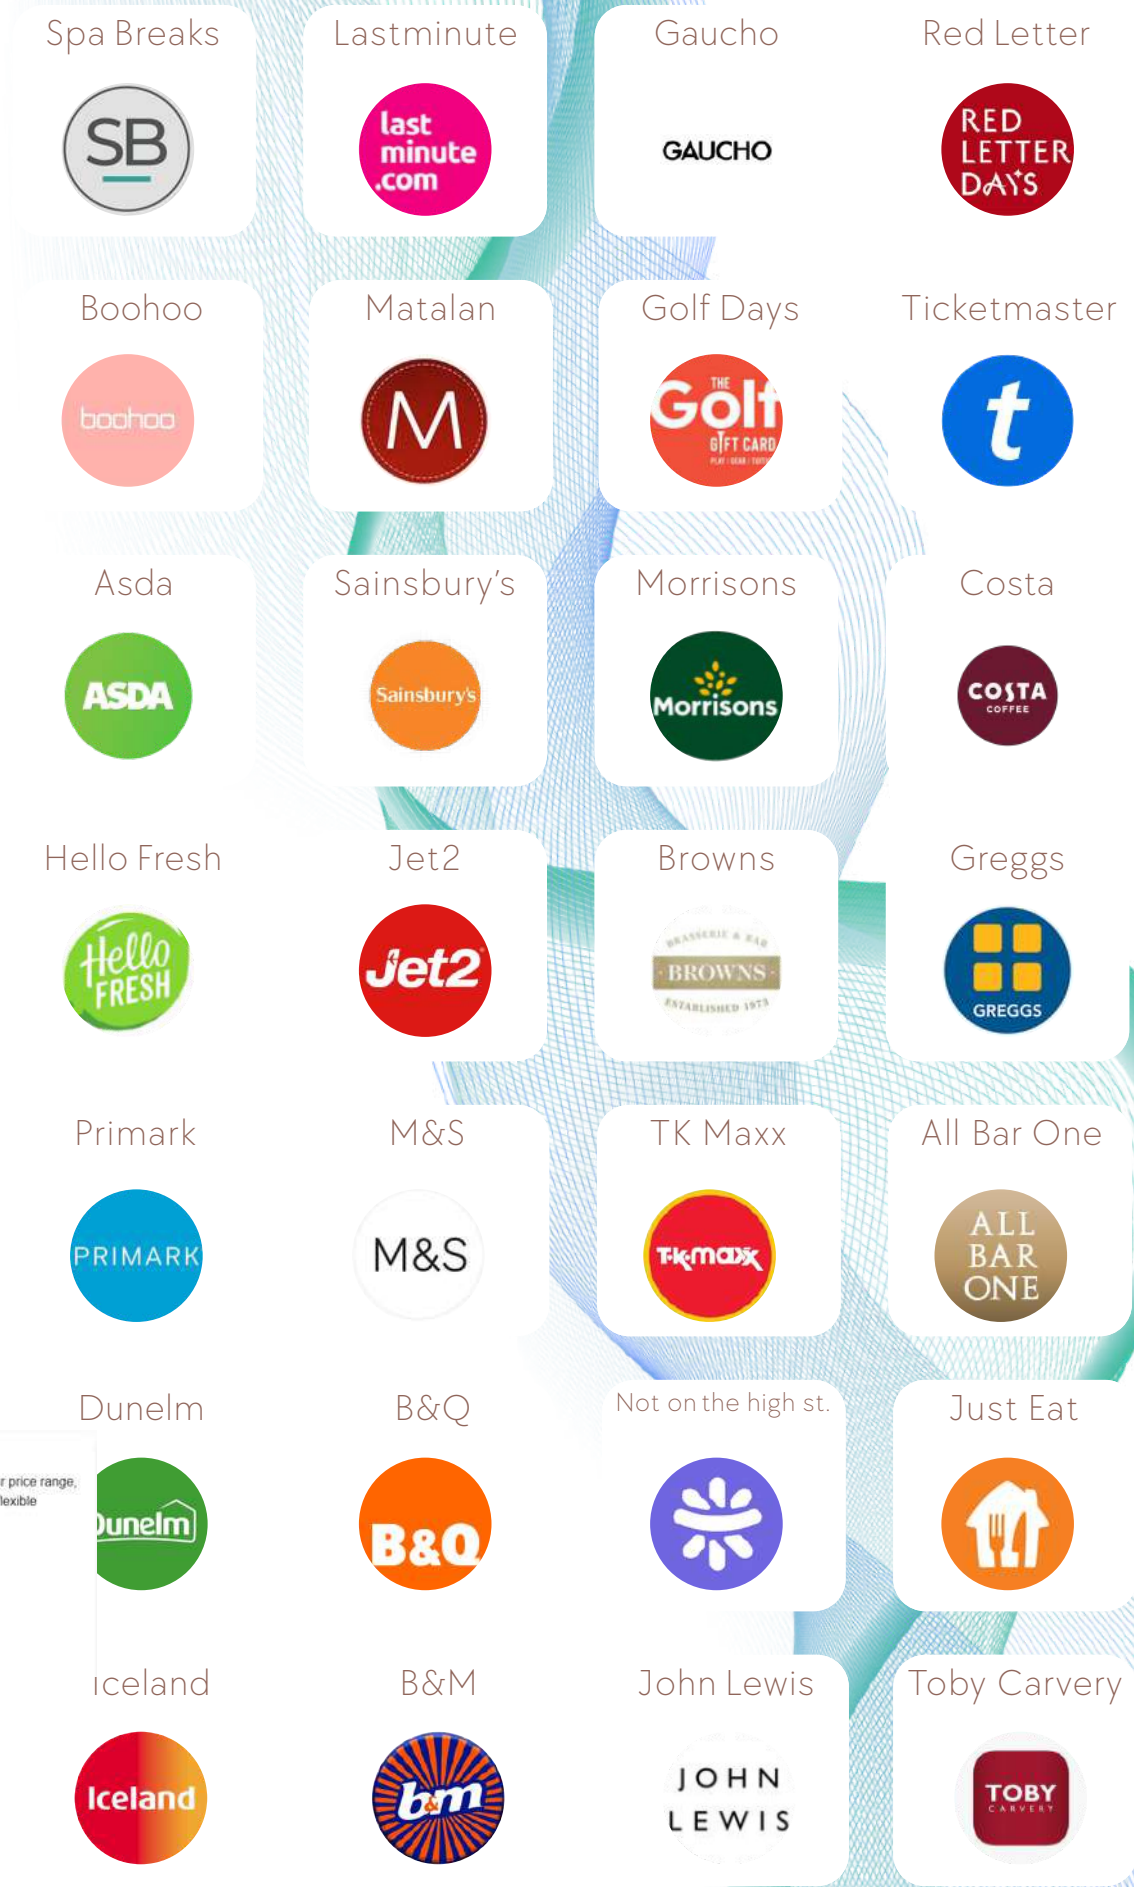 Spa Breaks
Lastminute
Gaucho
Red Letter
SB
last
minute
.com
GAUCHO
RED
LETTER
DAYS
Boohoo
Matalan
Golf Days
Ticketmaster
boohoo
M
THE
Golf
GIFT CARD
t
Asda
Sainsbury's
Morrisons
Costa
ASDA
Sainsbury's
Morrisons
COSTA
COFFEE
Hello Fresh
Jet2
Browns
Greggs
Hello
FRESH
Jet2
BRASSERIE & BAR
BROWNS
ESTABLISHED 1973
GREGGS
Primark
M&S
TK Maxx
All Bar One
PRIMARK
M&S
TK maxx
ALL
BAR
ONE
Dunelm
B&Q
Not on the high st.
Just Eat
r price range,
lexible
Dunelm
B&Q
iceland
B&M
John Lewis
Toby Carvery
Iceland
b&m
JOHN
LEWIS
TOBY
CARVERY